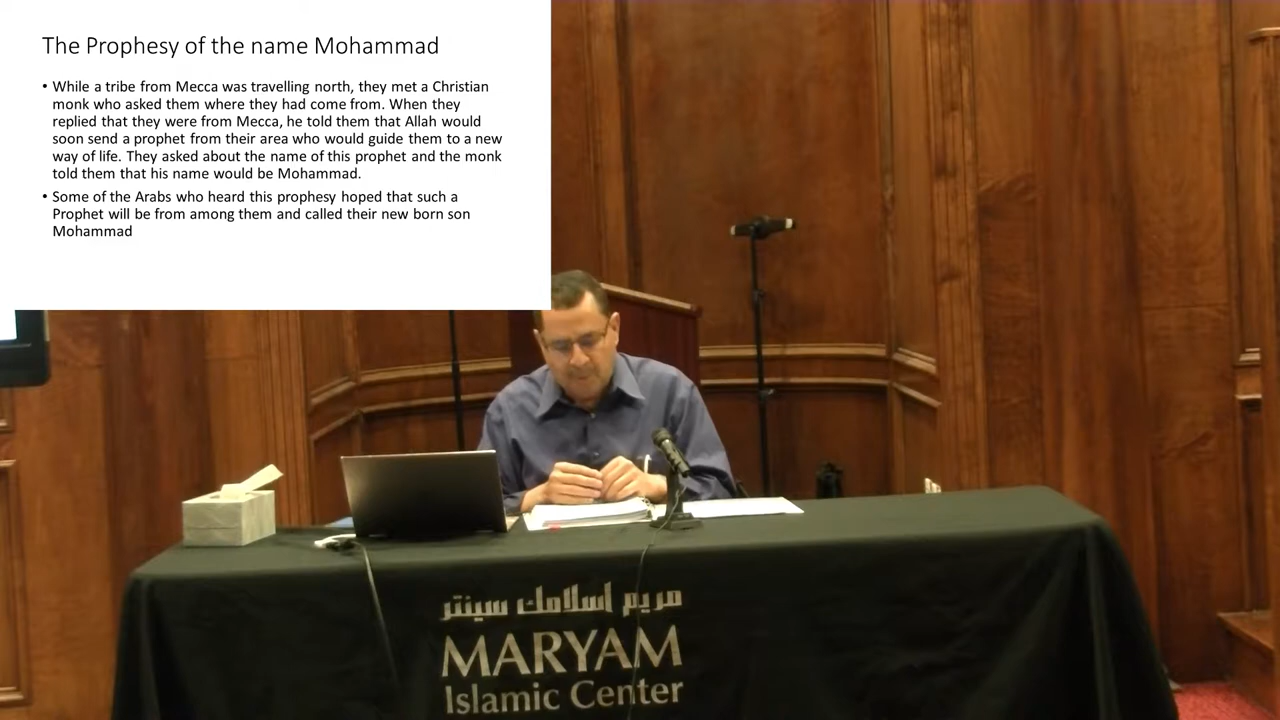 The Prophesy of the name Mohammad
• While a tribe from Mecca was travelling north, they met a Christian
monk who asked them where they had come from. When they
replied that they were from Mecca, he told them that Allah would
soon send a prophet from their area who would guide them to a new
way of life. They asked about the name of this prophet and the monk
told them that his name would be Mohammad.
• Some of the Arabs who heard this prophesy hoped that such a
Prophet will be from among them and called their new born son
Mohammad
مريم اسلامك سينتر
MARYAM
Islamic Center